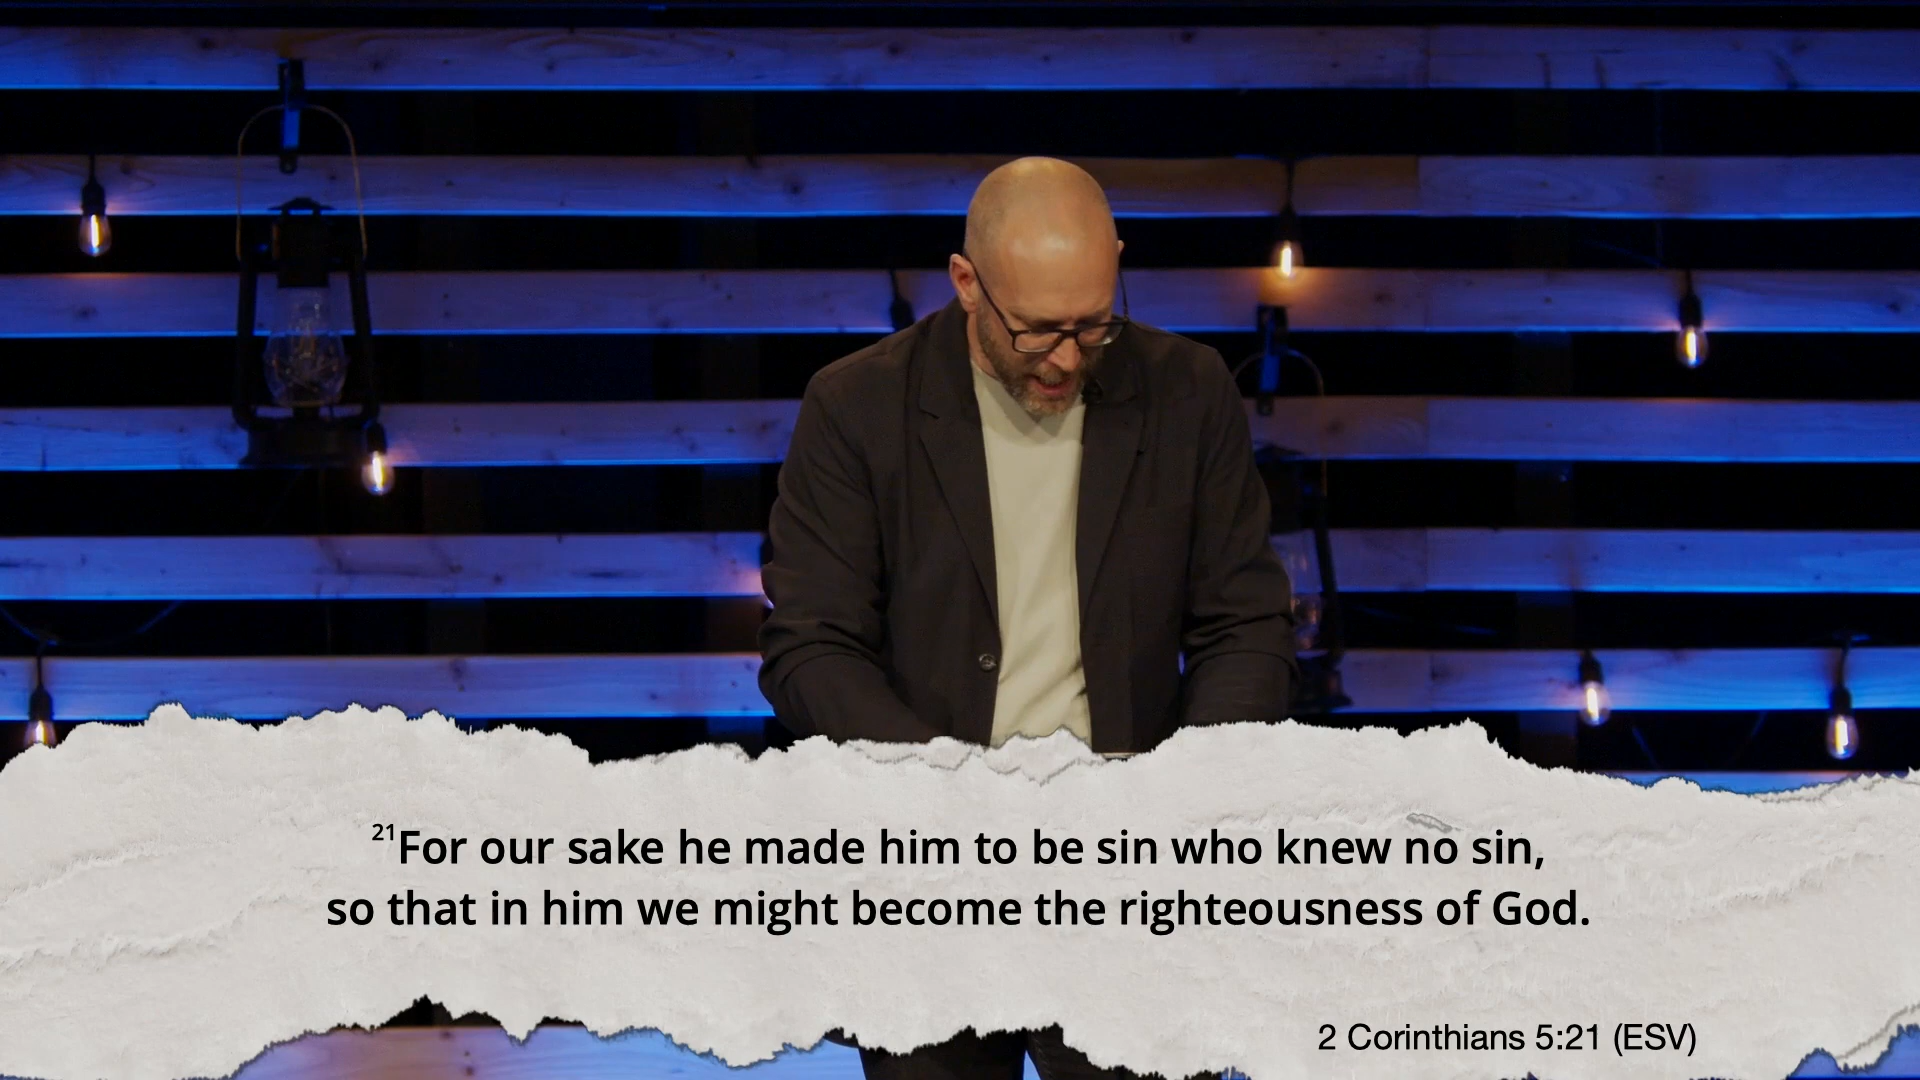 21For our sake he made him to be sin who knew no sin,
so that in him we might become the righteousness of God.
2 Corinthians 5:21 (ESV)